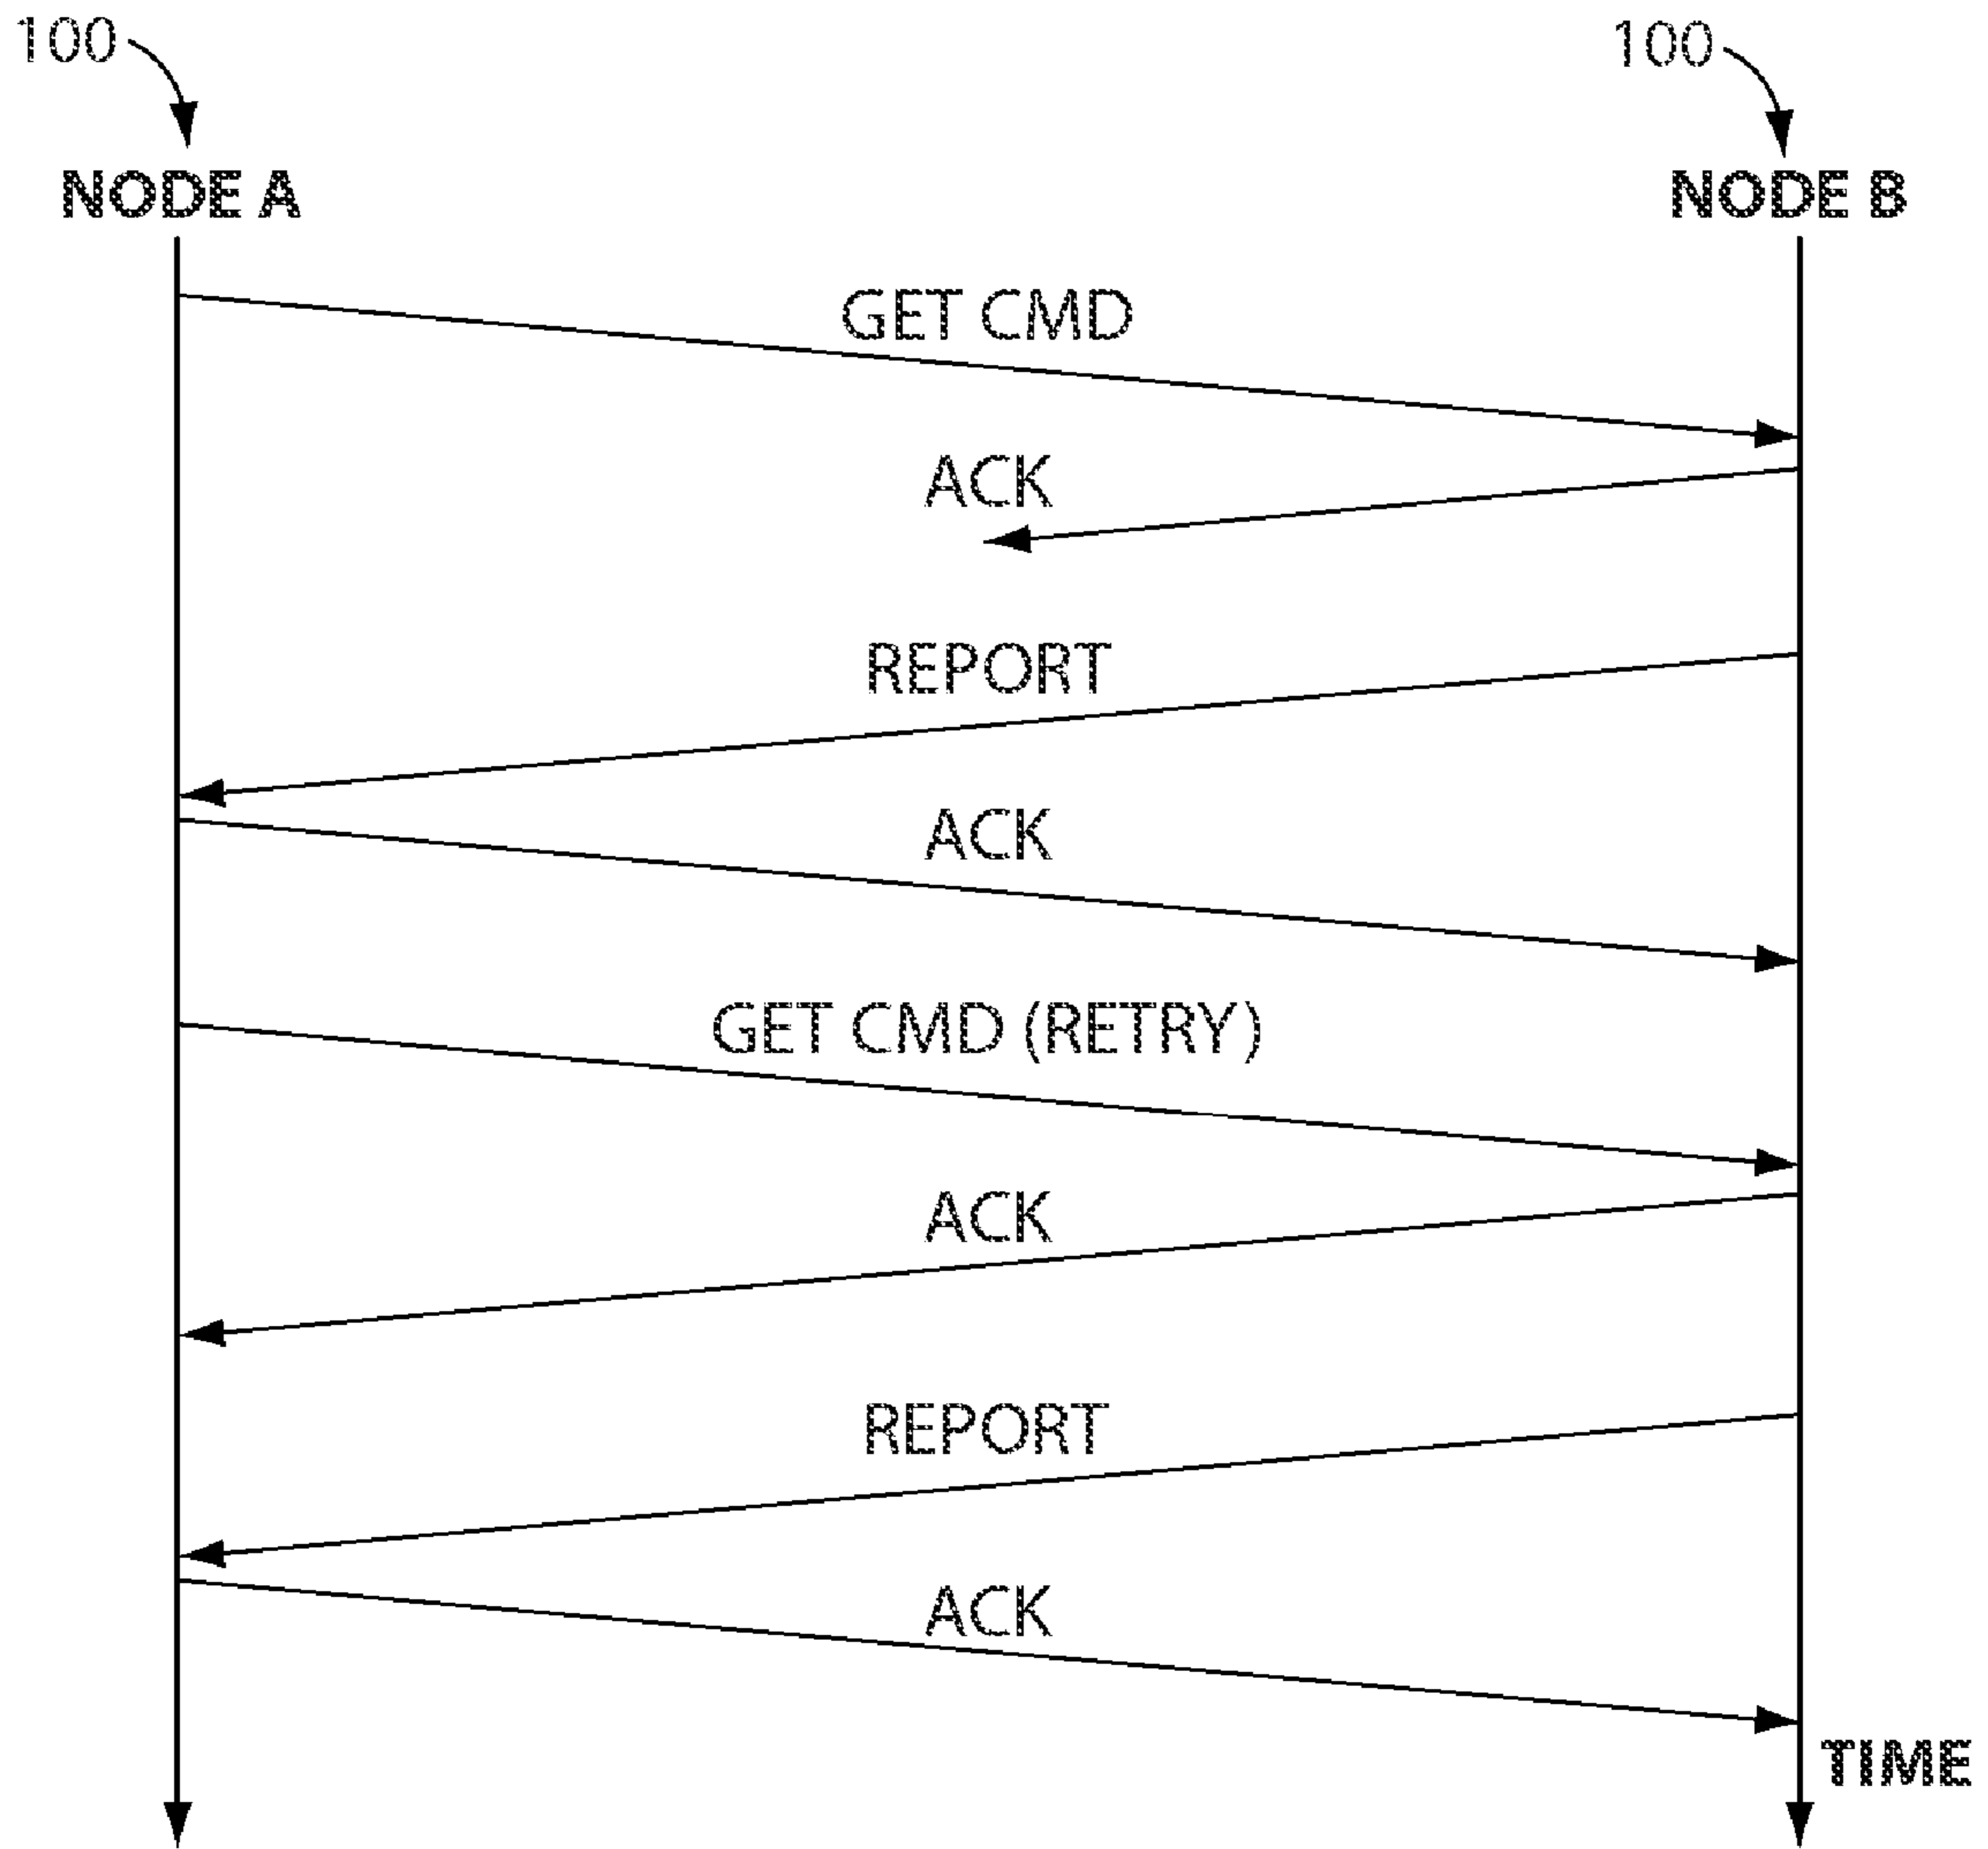 100
100
NODE A
NODE B
GET CMD
ACK
REPORT
ACK
GET CMD (RETRY)
ACK
REPORT
ACK
TIME